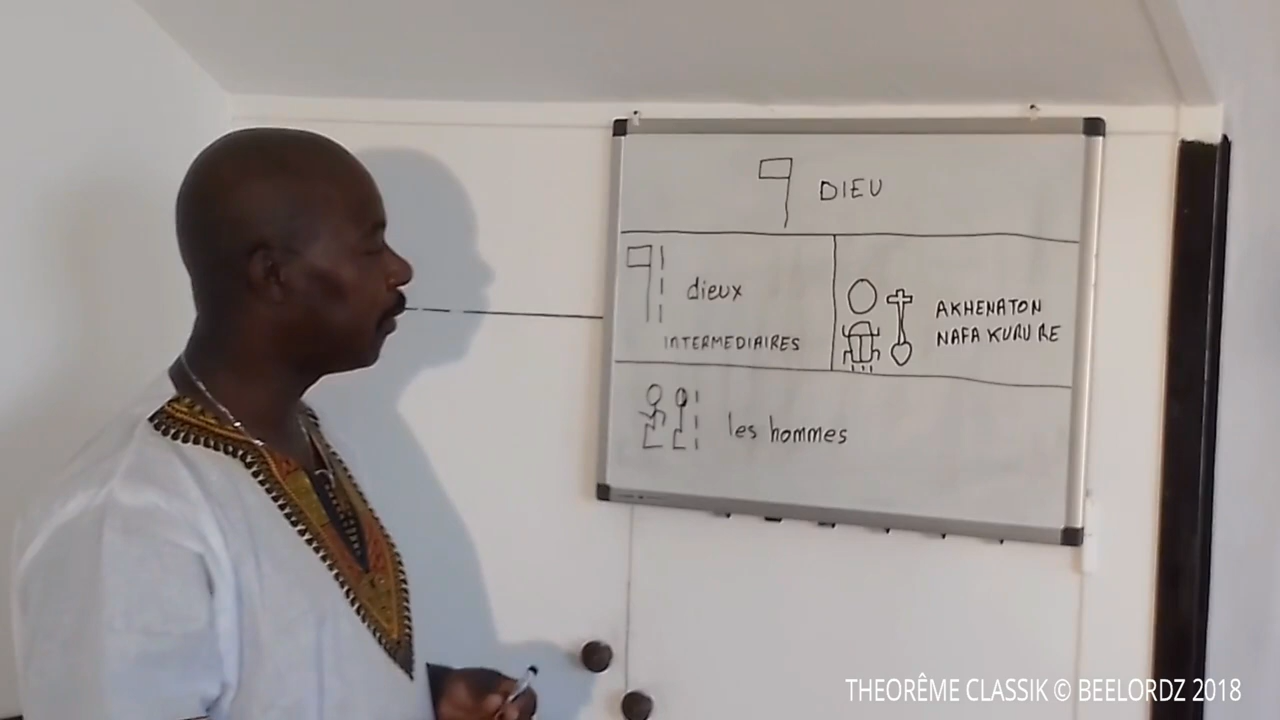 DIEU
dieux
INTERMEDIAIRES
AKHENATON
NAFA KURU RE
les hommes
THEORÊME CLASSIK © BEELORDZ 2018